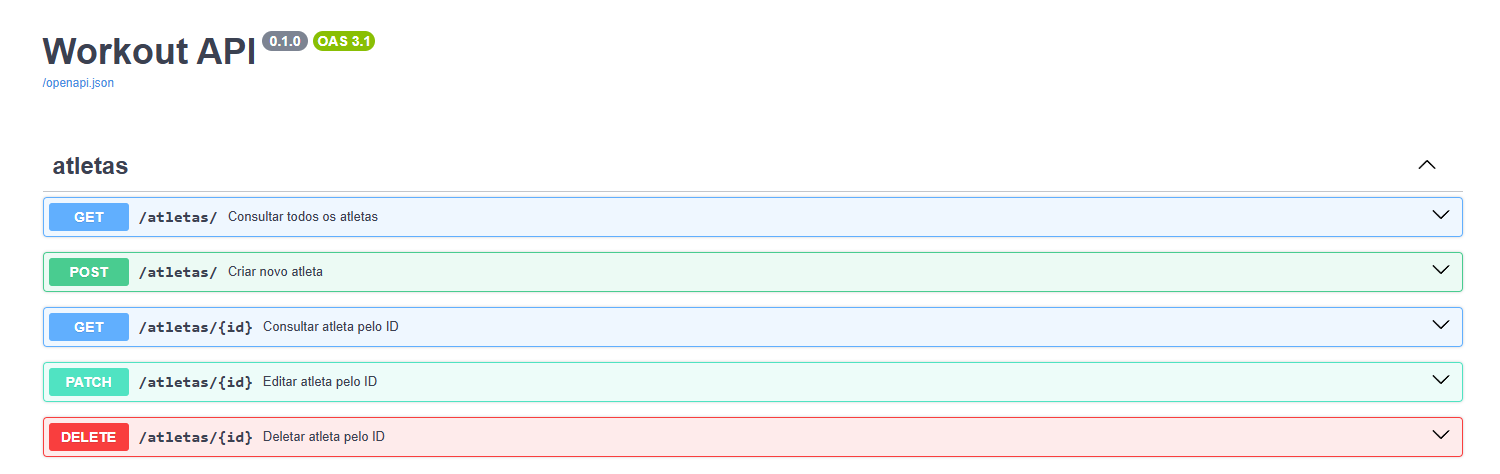 Workout API 0.1.0 OAS 3.1
/openapi.json
atletas
GET /atletas/ Consultar todos os atletas
POST /atletas/ Criar novo atleta
GET /atletas/{id} Consultar atleta pelo ID
PATCH /atletas/{id} Editar atleta pelo ID
DELETE /atletas/{id} Deletar atleta pelo ID